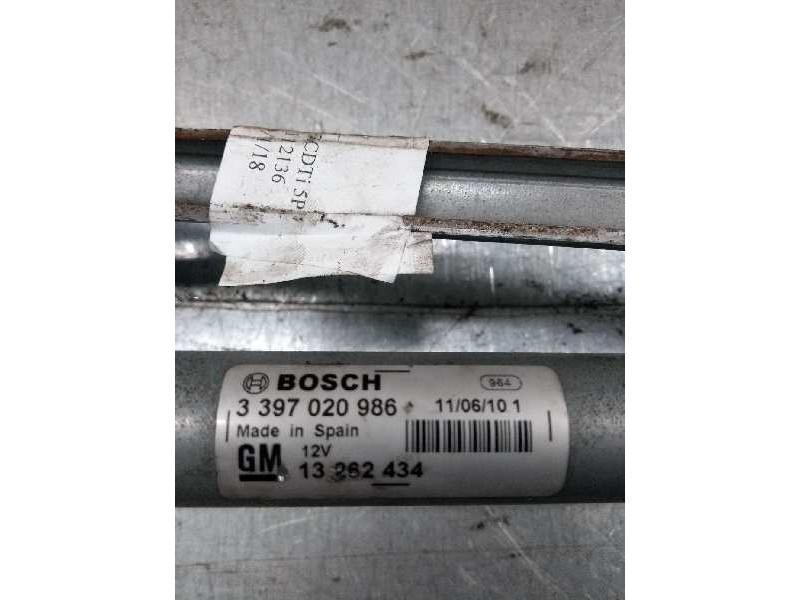 CDTi 5P
12136
/18
BOSCH
964
3 397 020 986
11/06/10 1
Made in Spain
GM
12V
13 262 434